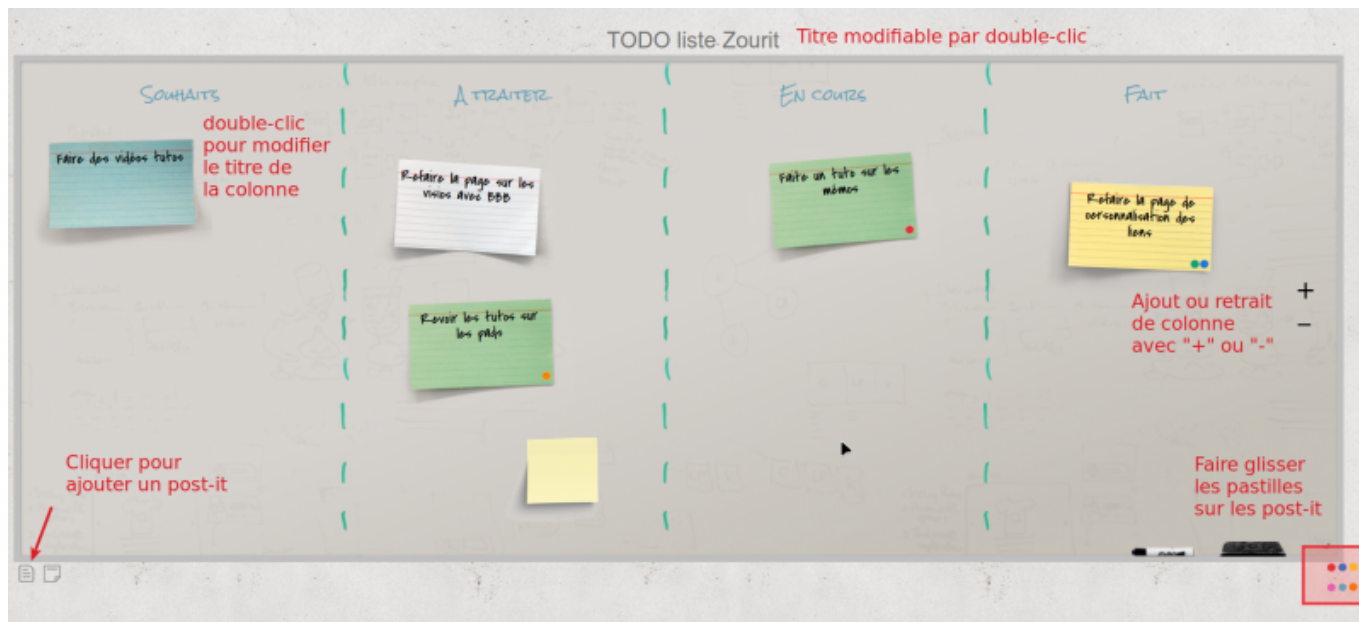 TODO liste Zourit
Titre modifiable par double-clic
SOUHAITS
A TRAITER
EN COURS
FAIT
Faire des vidéos tutos
double-clic
pour modifier
le titre de
la colonne
Refaire la page sur les
visios avec BBB
Faite un tuto sur les
mémos
Refaire la page de
personnalisation des
liens
Revoir les tutos sur
les pads
Ajout ou retrait
de colonne
avec "+" ou "-"
+
−
Cliquer pour
ajouter un post-it
Faire glisser
les pastilles
sur les post-it